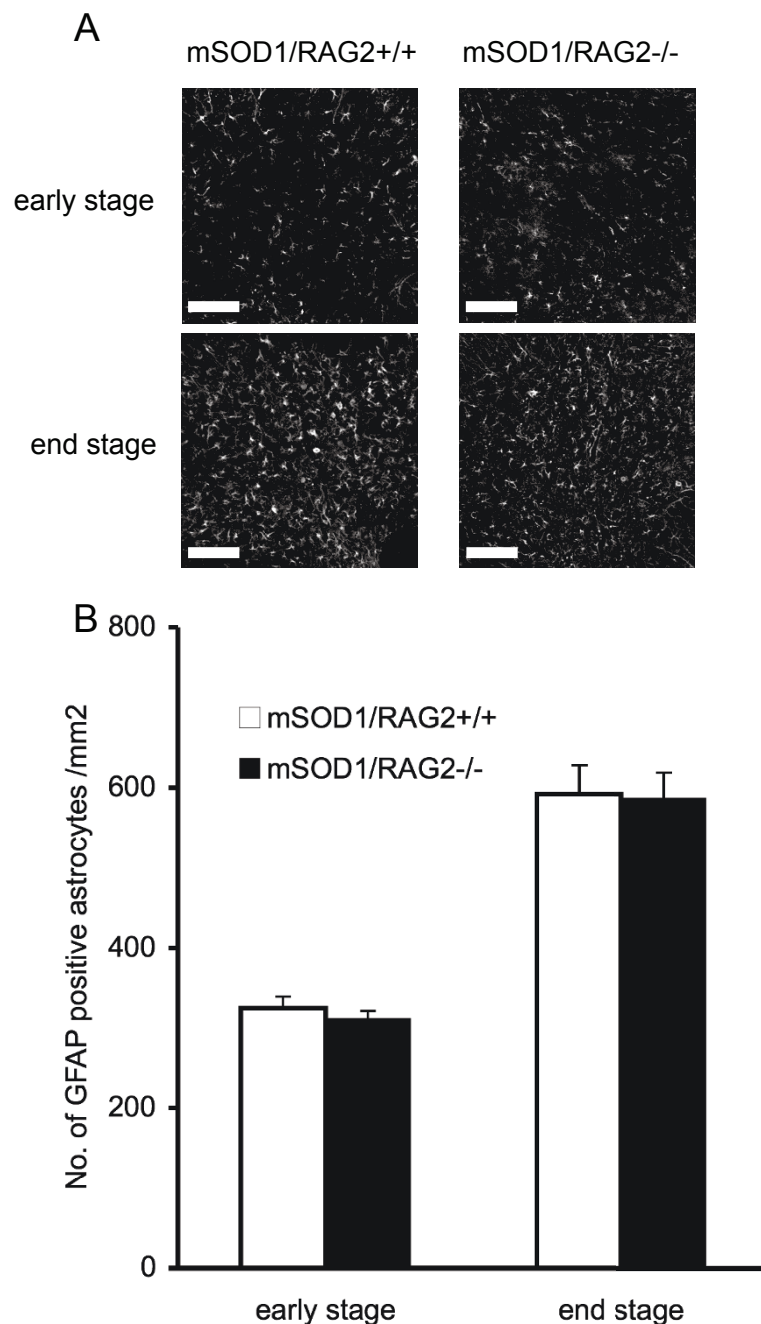 A
mSOD1/RAG2+/+ mSOD1/RAG2-/-
early stage
end stage
B
800
600
400
200
0
No. of GFAP positive astrocytes /mm2
mSOD1/RAG2+/+
mSOD1/RAG2-/-
early stage end stage